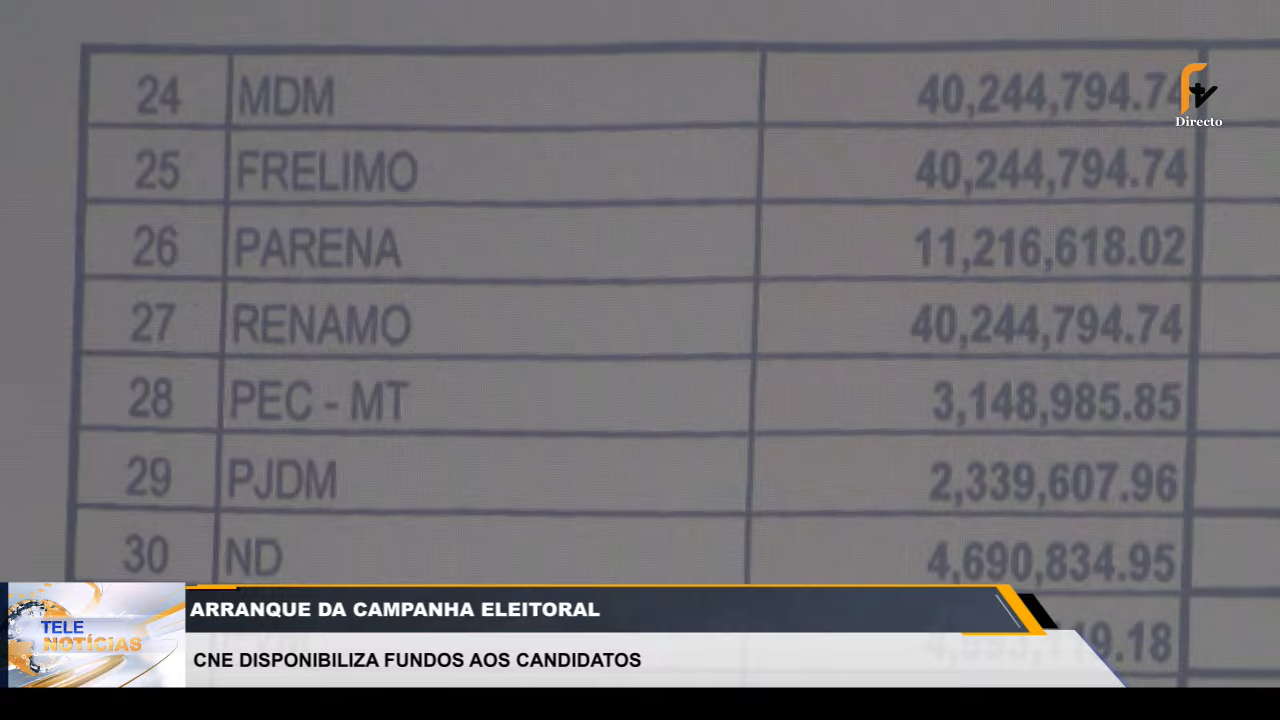 24 MDM 40,244,794.74
25 FRELIMO 40,244,794.74
26 PARENA 11,216,618.02
27 RENAMO 40,244,794.74
28 PEC - MT 3,148,985.85
29 PJDM 2,339,607.96
30 ND 4,690,834.95
tv
Directo
TELE
NOTÍCIAS
ARRANQUE DA CAMPANHA ELEITORAL
CNE DISPONIBILIZA FUNDOS AOS CANDIDATOS